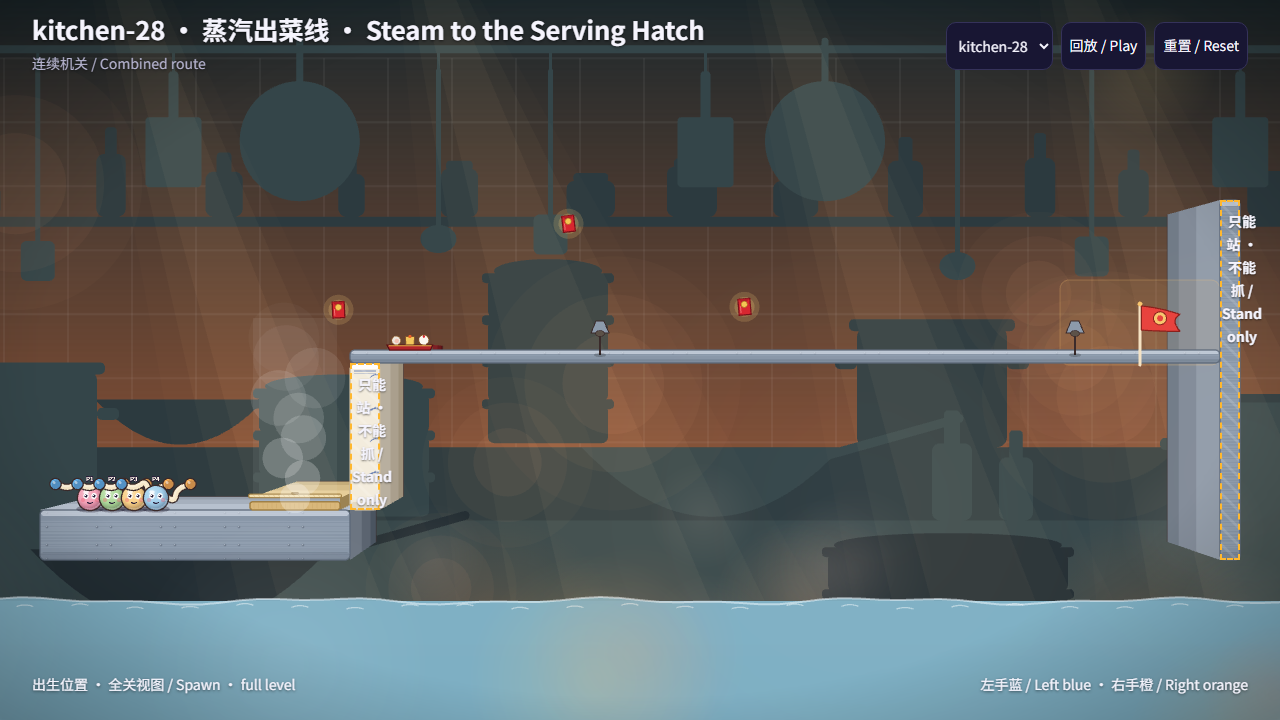 kitchen-28 · 蒸汽出菜线 · Steam to the Serving Hatch
连续机关 / Combined route
kitchen-28
回放 / Play
重置 / Reset
只能
站 ·
不能
抓 /
Stand
only
只能
站 ·
不能
抓 /
Stand
only
P1 P2 P3 P4
出生位置 · 全关视图 / Spawn · full level
左手蓝 / Left blue · 右手橙 / Right orange